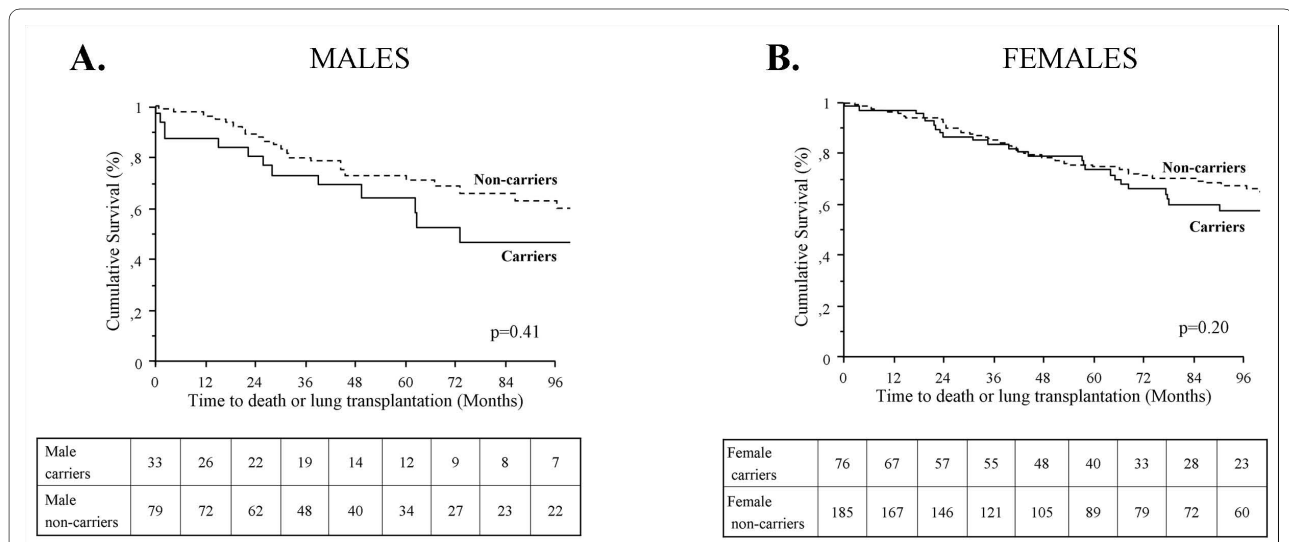 A. MALES
1
,8
,6
,4
,2
0
Cumulative Survival (%)
Non-carriers
Carriers
p=0.41
0 12 24 36 48 60 72 84 96
Time to death or lung transplantation (Months)
Male carriers 33 26 22 19 14 12 9 8 7
Male non-carriers 79 72 62 48 40 34 27 23 22
B. FEMALES
1
,8
,6
,4
,2
0
Cumulative Survival (%)
Non-carriers
Carriers
p=0.20
0 12 24 36 48 60 72 84 96
Time to death or lung transplantation (Months)
Female carriers 76 67 57 55 48 40 33 28 23
Female non-carriers 185 167 146 121 105 89 79 72 60